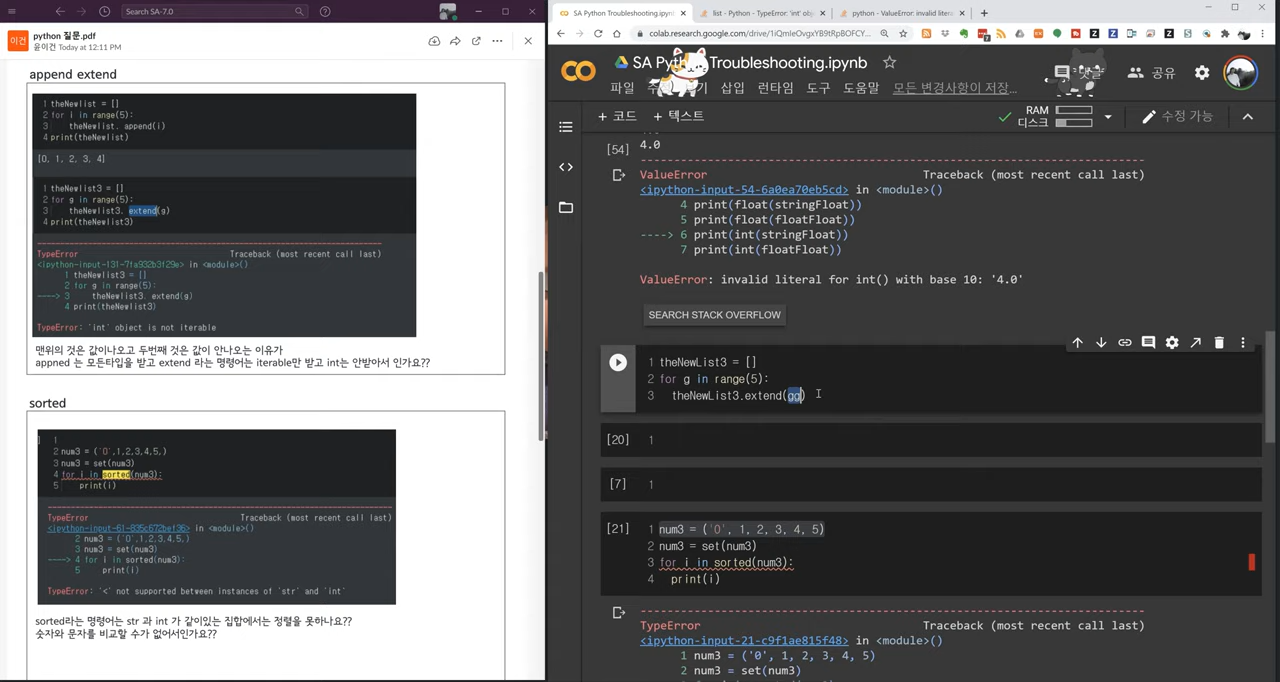 Search SA-7.0
이건
python 질문.pdf
윤이건 Today at 12:11 PM
append extend
1 theNewlist = []
2 for i in range(5):
3 theNewlist. append(i)
4 print(theNewlist)
[0, 1, 2, 3, 4]
1 theNewlist3 = []
2 for g in range(5):
3 theNewlist3. extend(g)
4 print(theNewlist3)
TypeError Traceback (most recent call last)
<ipython-input-131-7fa932b3f29e> in <module>()
1 theNewlist3 = []
2 for g in range(5):
----> 3 theNewlist3. extend(g)
4 print(theNewlist3)
TypeError: 'int' object is not iterable
맨위의 것은 값이나오고 두번째 것은 값이 안나오는 이유가
appned 는 모든타입을 받고 extend 라는 명령어는 iterable만 받고 int는 안받아서 인가요??
sorted
1
2 num3 = ('0',1,2,3,4,5,)
3 num3 = set(num3)
4 for i in sorted(num3):
5 print(i)
TypeError Traceback (most recent call last)
<ipython-input-61-835c672bef36> in <module>()
2 num3 = ('0',1,2,3,4,5,)
3 num3 = set(num3)
----> 4 for i in sorted(num3):
5 print(i)
TypeError: '<' not supported between instances of 'str' and 'int'
sorted라는 명령어는 str 과 int 가 같이있는 집합에서는 정렬을 못하나요??
숫자와 문자를 비교할 수가 없어서인가요??
SA Python Troubleshooting.ipynb
list - Python - TypeError: 'int' ob
python - ValueError: invalid liter
colab.research.google.com/drive/1iQmIeOvgxYB9tRpBOFCY...
SA Pyth Troubleshooting.ipynb
파일 삽입 런타임 도구 도움말 모든 변경사항이 저장...
댓글 공유
+ 코드 + 텍스트
RAM
디스크
수정 가능
[54] 4.0
ValueError Traceback (most recent call last)
<ipython-input-54-6a0ea70eb5cd> in <module>()
4 print(float(stringFloat))
5 print(float(floatFloat))
----> 6 print(int(stringFloat))
7 print(int(floatFloat))
ValueError: invalid literal for int() with base 10: '4.0'
SEARCH STACK OVERFLOW
1 theNewList3 = []
2 for g in range(5):
3 theNewList3.extend(gg)
[20] 1
[7] 1
[21] 1 num3 = ('0', 1, 2, 3, 4, 5)
2 num3 = set(num3)
3 for i in sorted(num3):
4 print(i)
TypeError Traceback (most recent call last)
<ipython-input-21-c9f1ae815f48> in <module>()
1 num3 = ('0', 1, 2, 3, 4, 5)
2 num3 = set(num3)